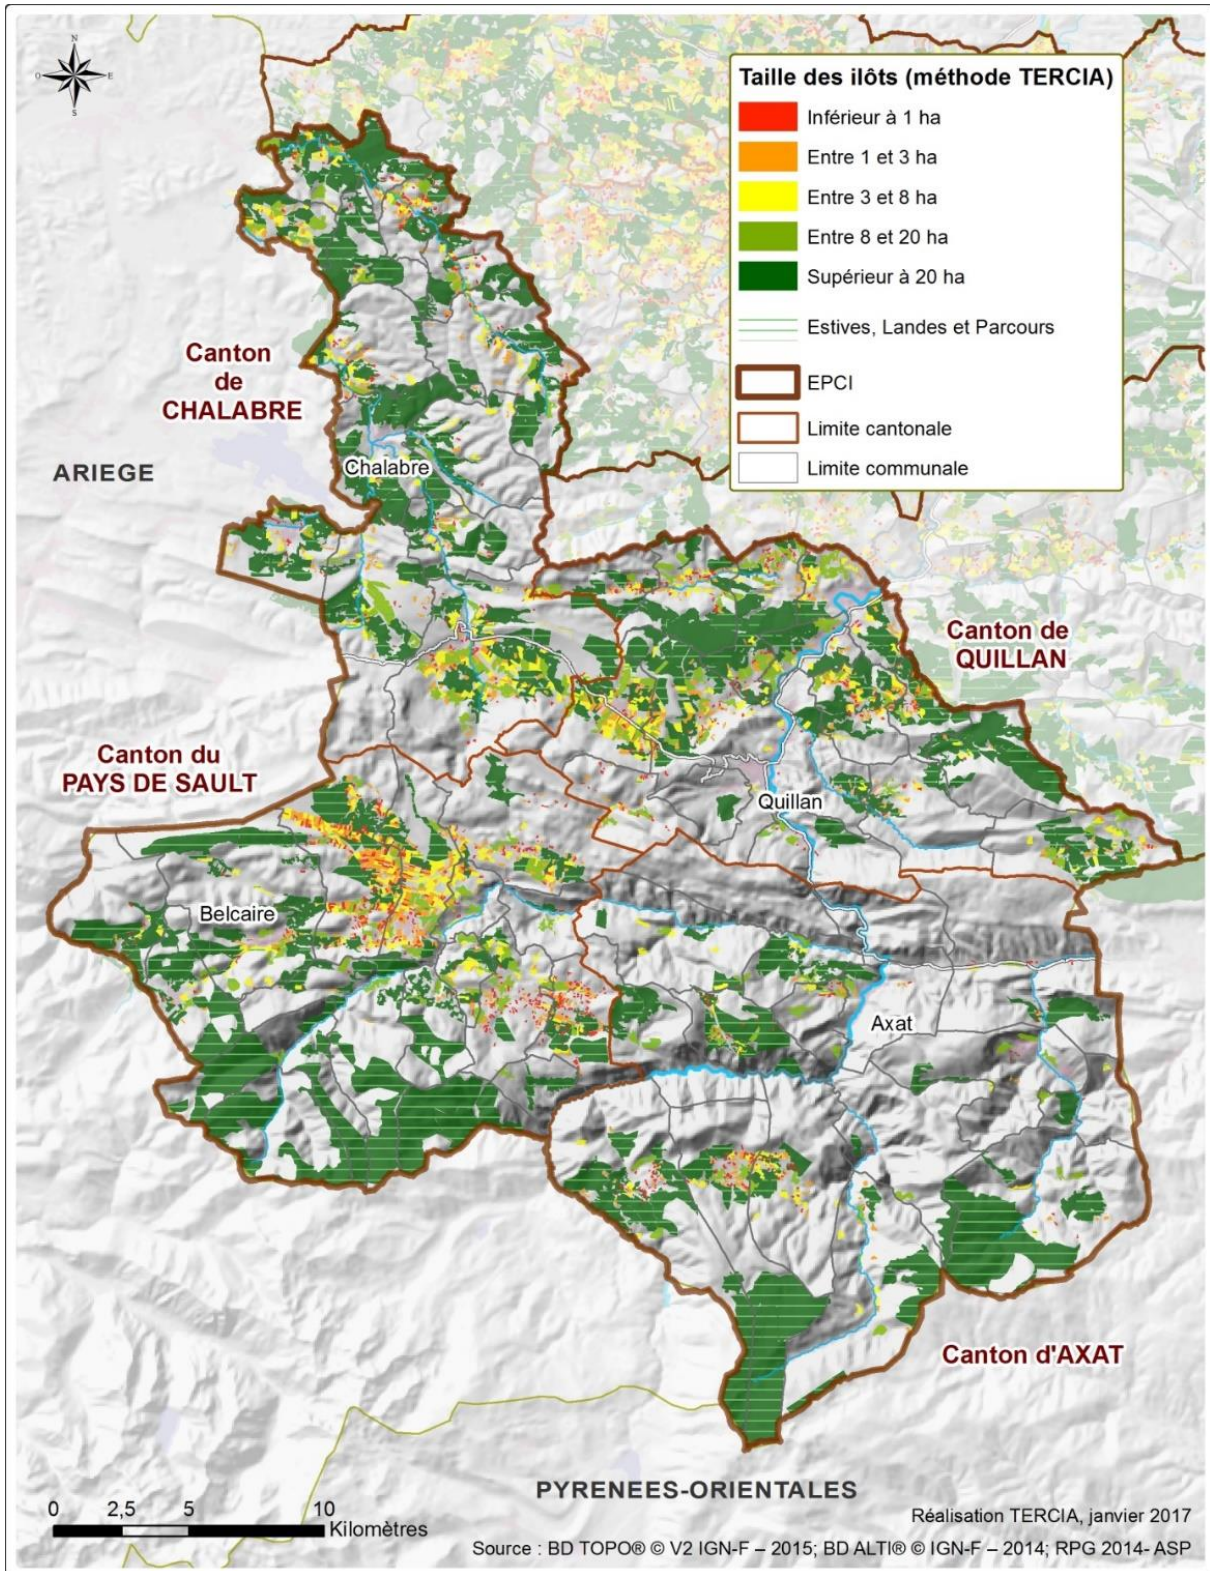 N
O
E
S
Taille des ilôts (méthode TERCIA)
Inférieur à 1 ha
Entre 1 et 3 ha
Entre 3 et 8 ha
Entre 8 et 20 ha
Supérieur à 20 ha
Estives, Landes et Parcours
EPCI
Limite cantonale
Limite communale
Canton
de
CHALABRE
ARIEGE
Chalabre
Canton de
QUILLAN
Canton du
PAYS DE SAULT
Quillan
Belcaire
Axat
Canton d'AXAT
PYRENEES-ORIENTALES
0 2,5 5 10
Kilomètres
Réalisation TERCIA, janvier 2017
Source : BD TOPO® © V2 IGN-F – 2015; BD ALTI® © IGN-F – 2014; RPG 2014- ASP